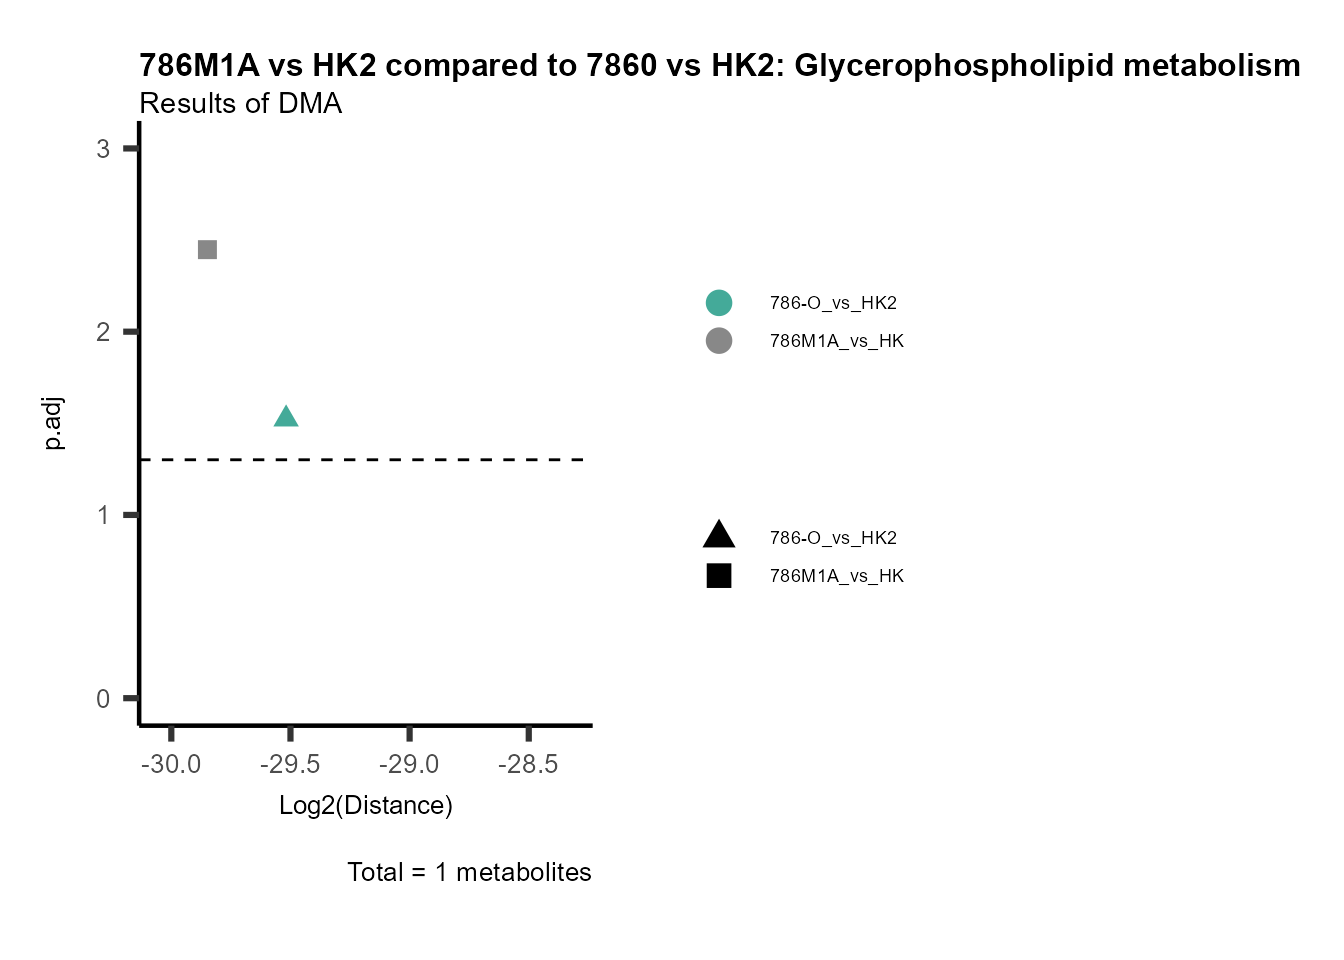 786M1A vs HK2 compared to 7860 vs HK2: Glycerophospholipid metabolism
Results of DMA
3
2
1
0
p.adj
-30.0
-29.5
-29.0
-28.5
Log2(Distance)
Total = 1 metabolites
786-O_vs_HK2
786M1A_vs_HK
786-O_vs_HK2
786M1A_vs_HK